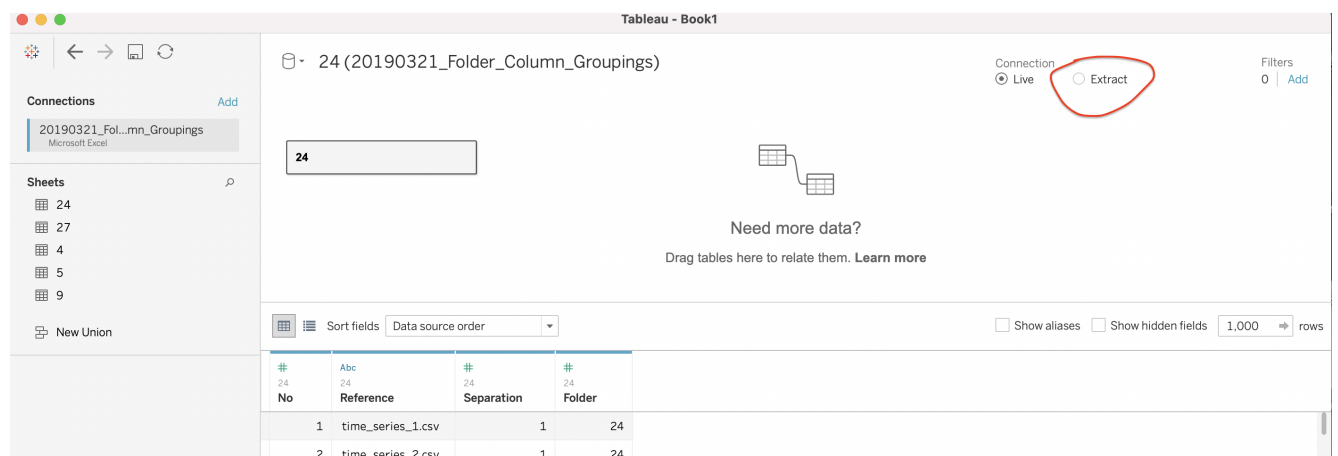 Tableau - Book1
24 (20190321_Folder_Column_Groupings)
Connection
Live
Extract
Filters
0
Add
Connections
Add
20190321_Fol...mn_Groupings
Microsoft Excel
24
Sheets
24
27
4
5
9
New Union
Need more data?
Drag tables here to relate them. Learn more
Sort fields
Data source order
Show aliases
Show hidden fields
1,000
rows
#
Abc
#
#
24
24
24
24
No
Reference
Separation
Folder
1
time_series_1.csv
1
24
2
time_series_2.csv
1
24